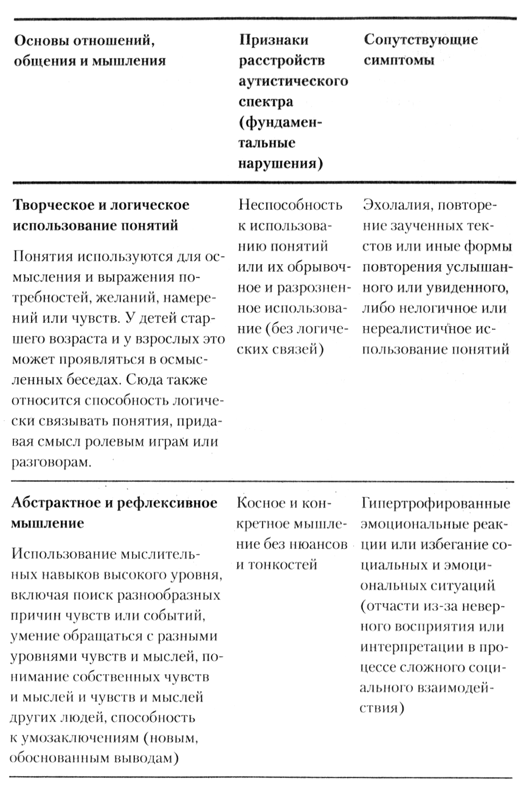 Основы отношений,
общения и мышления
Признаки
расстройств
аутистического
спектра
(фундамен-
тальные
нарушения)
Сопутствующие
симптомы
Творческое и логическое
использование понятий
Понятия используются для ос-
мысления и выражения по-
требностей, желаний, намере-
ний или чувств. У детей стар-
шего возраста и у взрослых это
может проявляться в осмыс-
ленных беседах. Сюда также
относится способность логиче-
ски связывать понятия, прида-
вая смысл ролевым играм или
разговорам.
Неспособность
к использова-
нию понятий
или их обрывоч-
ное и разрознен-
ное использова-
ние (без логиче-
ских связей)
Эхолалия, повторе-
ние заученных тек-
стов или иные формы
повторения услышан-
ного или увиденного,
либо нелогичное или
нереалистичное ис-
пользование понятий
Абстрактное и рефлексивное
мышление
Использование мыслитель-
ных навыков высокого уровня,
включая поиск разнообразных
причин чувств или событий,
умение обращаться с разными
уровнями чувств и мыслей, по-
нимание собственных чувств
и мыслей и чувств и мыслей
других людей, способность
к умозаключениям (новым,
обоснованным выводам)
Косное и кон-
кретное мышле-
ние без нюансов
и тонкостей
Гипертрофированные
эмоциональные реак-
ции или избегание со-
циальных и эмоци-
ональных ситуаций
(отчасти из-за невер-
ного восприятия или
интерпретации в про-
цессе сложного соци-
ального взаимодей-
ствия)